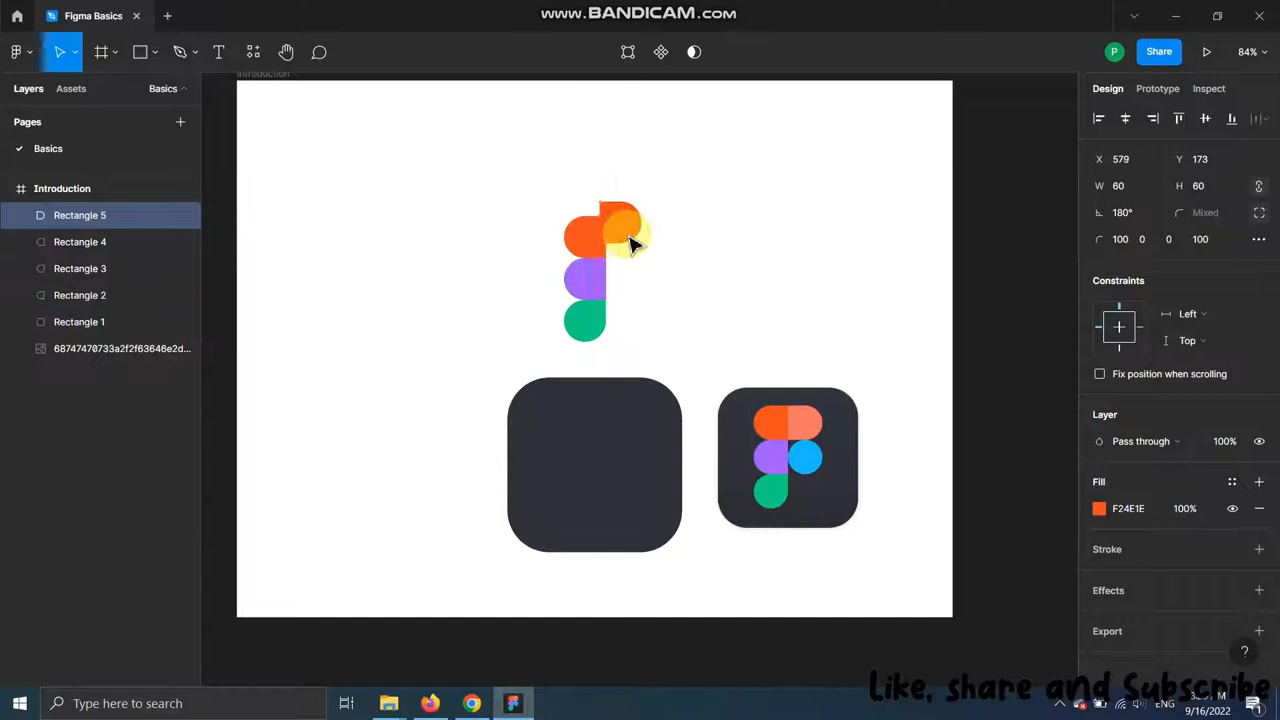 www.BANDICAM.com
Figma Basics
Share
84%
P
Introduction
Layers
Assets
Basics
Design
Prototype
Inspect
Pages
Basics
X 579
Y 173
Introduction
W 60
H 60
Rectangle 5
180°
Mixed
Rectangle 4
100 0 0 100
Rectangle 3
Constraints
Rectangle 2
Left
Rectangle 1
Top
68747470733a2f2f63646e2d...
Fix position when scrolling
Layer
Pass through
100%
Fill
F24E1E
100%
Stroke
Effects
Export
?
Like, share and Subscribe
Type here to search
ENG
9/16/2022
1